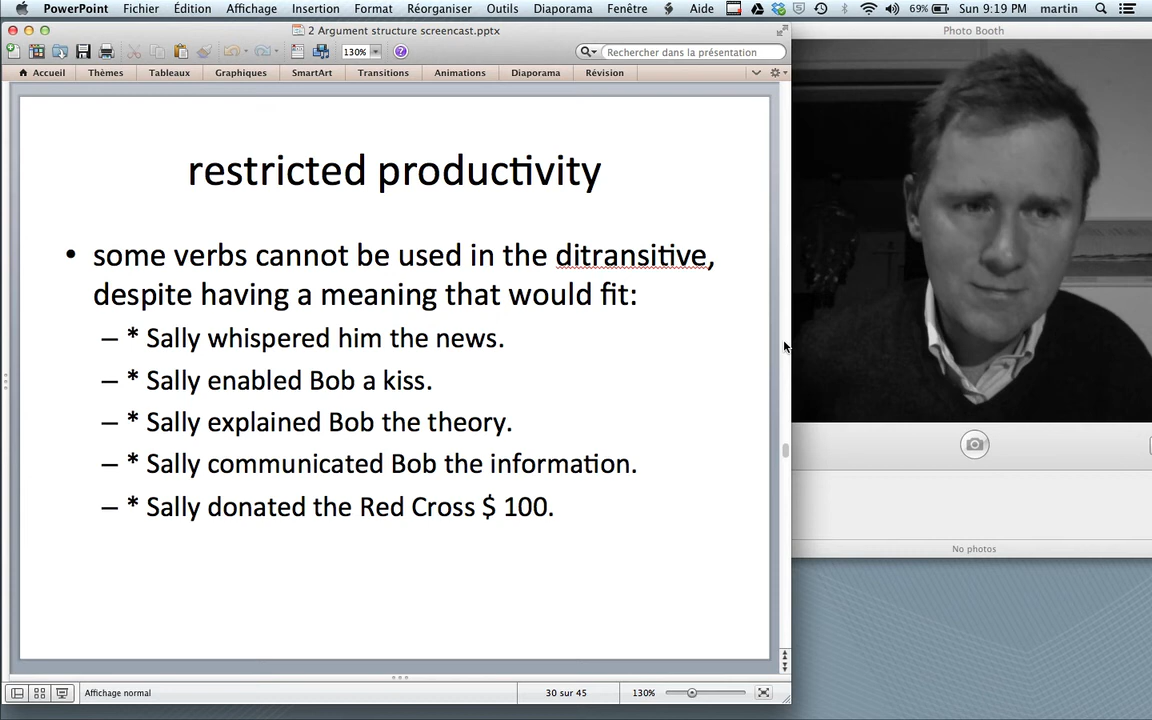 PowerPoint Fichier Édition Affichage Insertion Format Réorganiser Outils Diaporama Fenêtre Aide 69% Sun 9:19 PM martin
2 Argument structure screencast.pptx
Photo Booth
130% Rechercher dans la présentation
Accueil Thèmes Tableaux Graphiques SmartArt Transitions Animations Diaporama Révision
restricted productivity
• some verbs cannot be used in the ditransitive,
despite having a meaning that would fit:
– * Sally whispered him the news.
– * Sally enabled Bob a kiss.
– * Sally explained Bob the theory.
– * Sally communicated Bob the information.
– * Sally donated the Red Cross $ 100.
No photos
Affichage normal 30 sur 45 130%